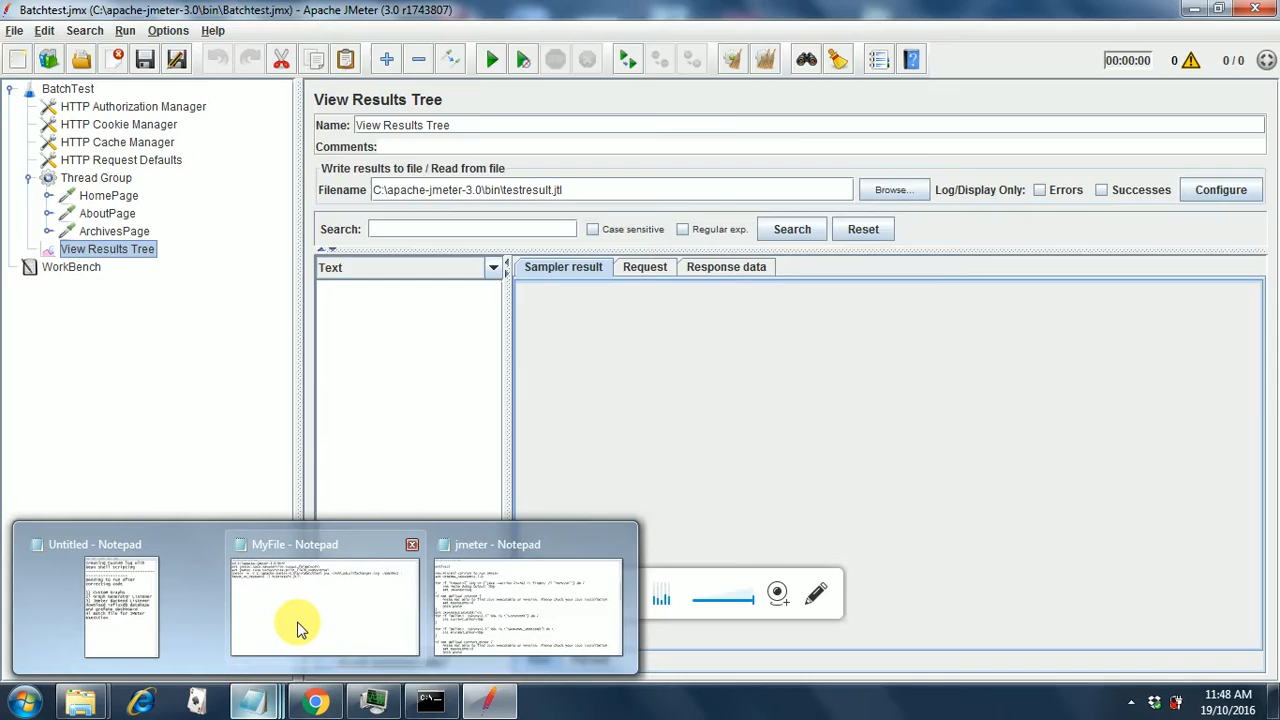 Batchtest.jmx (C:\apache-jmeter-3.0\bin\Batchtest.jmx) - Apache JMeter (3.0 r1743807)
File Edit Search Run Options Help
00:00:00 0 0 / 0
BatchTest
HTTP Authorization Manager
HTTP Cookie Manager
HTTP Cache Manager
HTTP Request Defaults
Thread Group
HomePage
AboutPage
ArchivesPage
View Results Tree
WorkBench
View Results Tree
Name: View Results Tree
Comments:
Write results to file / Read from file
Filename C:\apache-jmeter-3.0\bin\testresult.jtl Browse... Log/Display Only: Errors Successes Configure
Search: Case sensitive Regular exp. Search Reset
Text Sampler result Request Response data
Untitled - Notepad MyFile - Notepad jmeter - Notepad
11:48 AM
19/10/2016